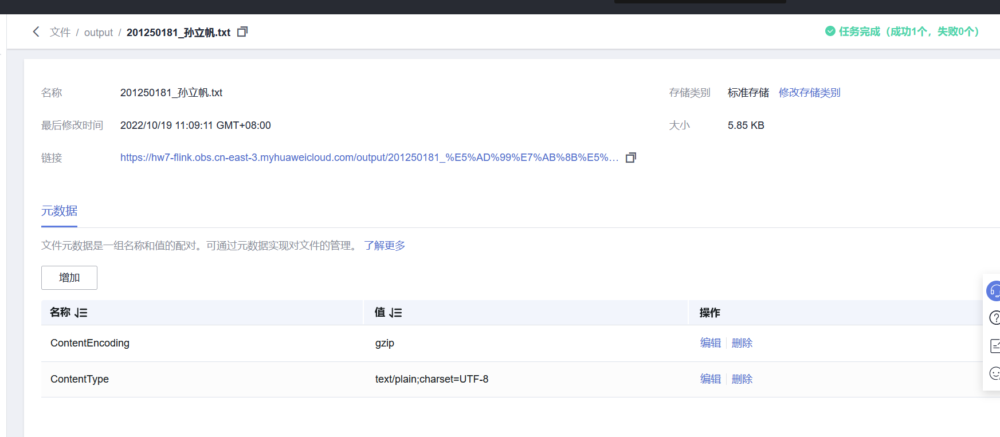 文件 / output / 201250181_孙立帆.txt
任务完成（成功1个，失败0个）
名称 201250181_孙立帆.txt
存储类别 标准存储 修改存储类别
最后修改时间 2022/10/19 11:09:11 GMT+08:00
大小 5.85 KB
链接 https://hw7-flink.obs.cn-east-3.myhuaweicloud.com/output/201250181_%E5%AD%99%E7%AB%8B%E5%...
元数据
文件元数据是一组名称和值的配对。可通过元数据实现对文件的管理。 了解更多
增加
名称 值 操作
ContentEncoding gzip 编辑 删除
ContentType text/plain;charset=UTF-8 编辑 删除